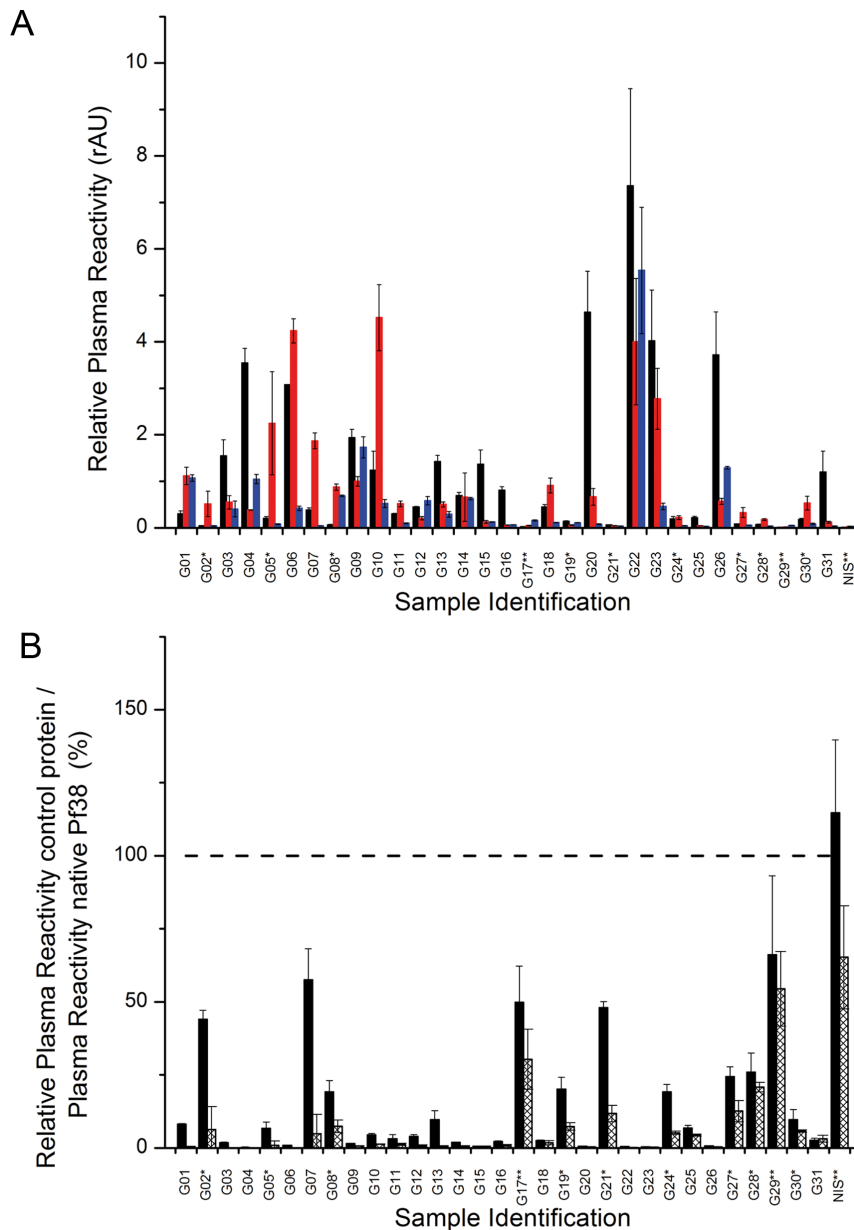 A
10
8
6
4
2
0
Relative Plasma Reactivity (rAU)
G01
G02*
G03
G04
G05*
G06
G07
G08*
G09
G10
G11
G12
G13
G14
G15
G16
G17**
G18
G19*
G20
G21*
G22
G23
G24*
G25
G26
G27*
G28*
G29**
G30*
G31
NIS**
Sample Identification
B
150
100
50
0
Relative Plasma Reactivity control protein /
Plasma Reactivity native Pf38 (%)
G01
G02*
G03
G04
G05*
G06
G07
G08*
G09
G10
G11
G12
G13
G14
G15
G16
G17**
G18
G19*
G20
G21*
G22
G23
G24*
G25
G26
G27*
G28*
G29**
G30*
G31
NIS**
Sample Identification